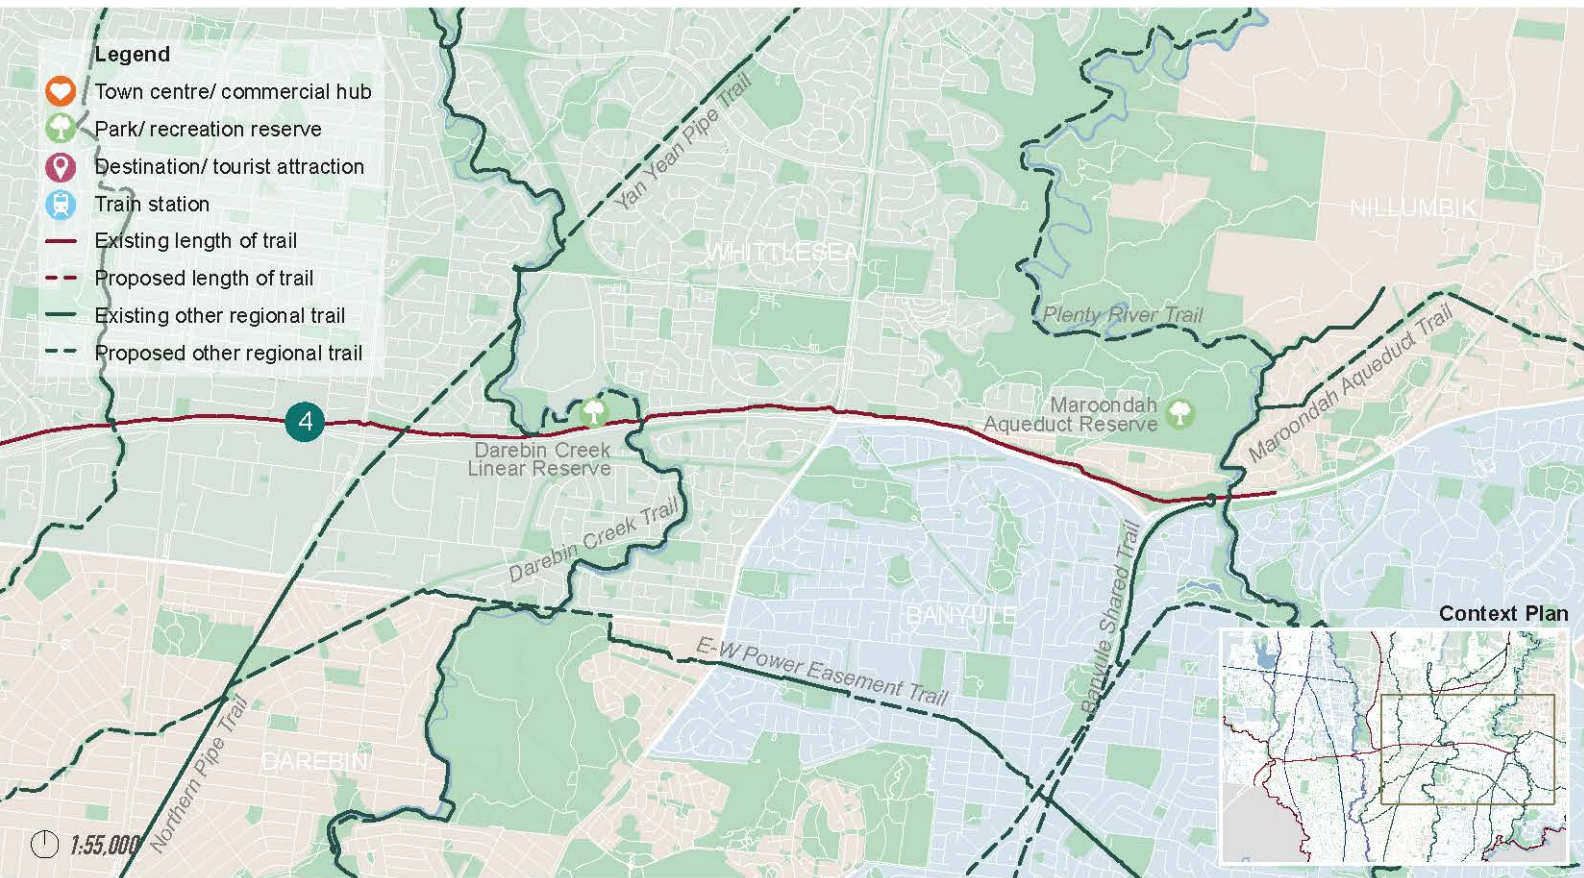 Legend
Town centre/ commercial hub
Park/ recreation reserve
Destination/ tourist attraction
Train station
Existing length of trail
Proposed length of trail
Existing other regional trail
Proposed other regional trail
Yan Yean Pipe Trail
WHITTLESEA
NILLUMBIK
Plenty River Trail
Maroondah Aqueduct Trail
Maroondah
Aqueduct Reserve
4
Darebin Creek
Linear Reserve
Darebin Creek Trail
Banyule Shared Trail
BANYULE
E-W Power Easement Trail
Northern Pipe Trail
DAREBIN
Context Plan
1:55,000